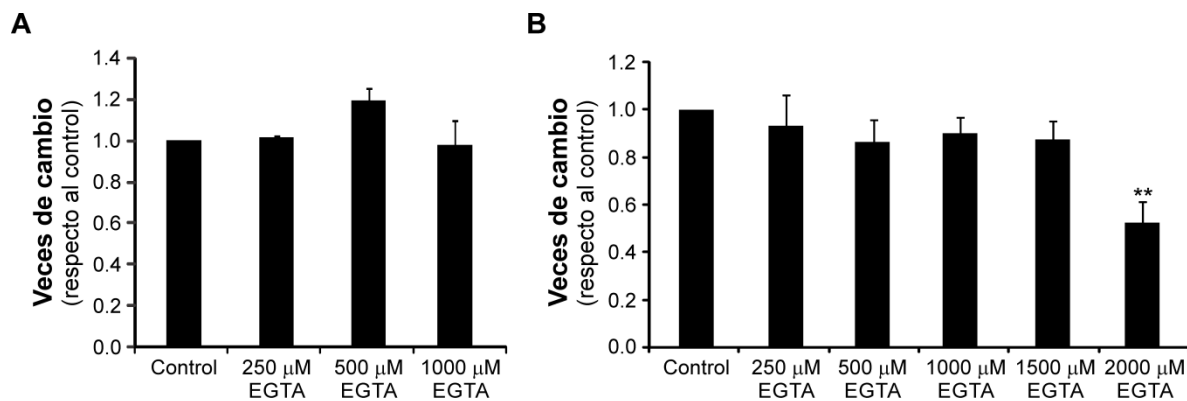 A
Veces de cambio
(respecto al control)
1.4
1.2
1.0
0.8
0.6
0.4
0.2
0.0
Control
250 μM
EGTA
500 μM
EGTA
1000 μM
EGTA
B
Veces de cambio
(respecto al control)
1.2
1.0
0.8
0.6
0.4
0.2
0.0
**
Control
250 μM
EGTA
500 μM
EGTA
1000 μM
EGTA
1500 μM
EGTA
2000 μM
EGTA